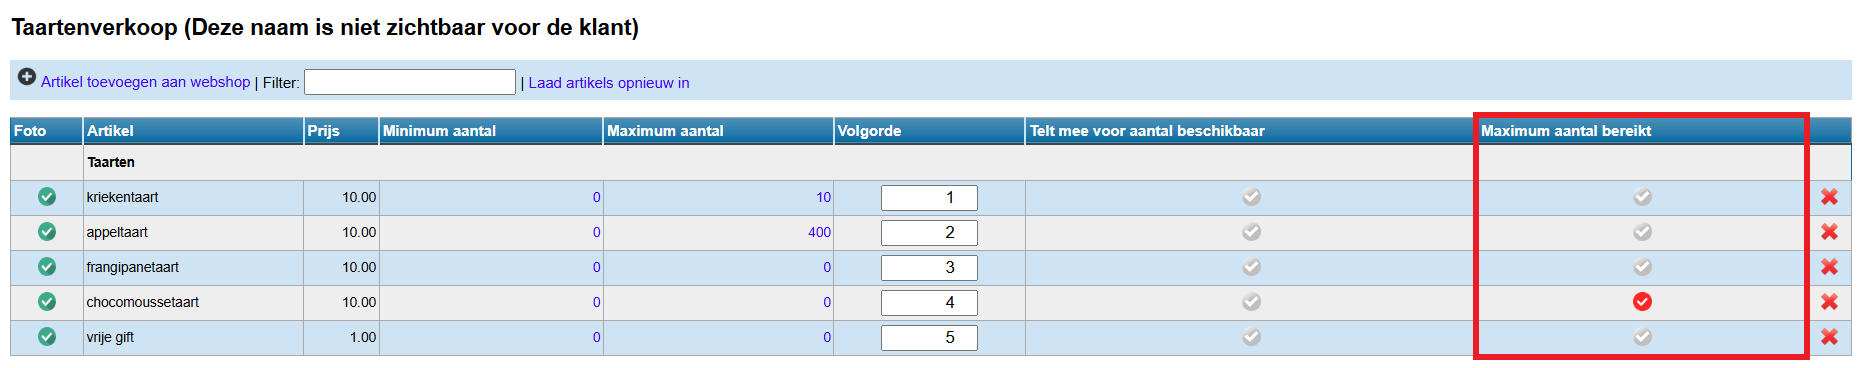 Taartenverkoop (Deze naam is niet zichtbaar voor de klant)
Artikel toevoegen aan webshop | Filter: | Laad artikels opnieuw in
Foto Artikel Prijs Minimum aantal Maximum aantal Volgorde Telt mee voor aantal beschikbaar Maximum aantal bereikt
Taarten
kriekentaart 10.00 0 10 1
appeltaart 10.00 0 400 2
frangipanetaart 10.00 0 0 3
chocomoussetaart 10.00 0 0 4
vrije gift 1.00 0 0 5